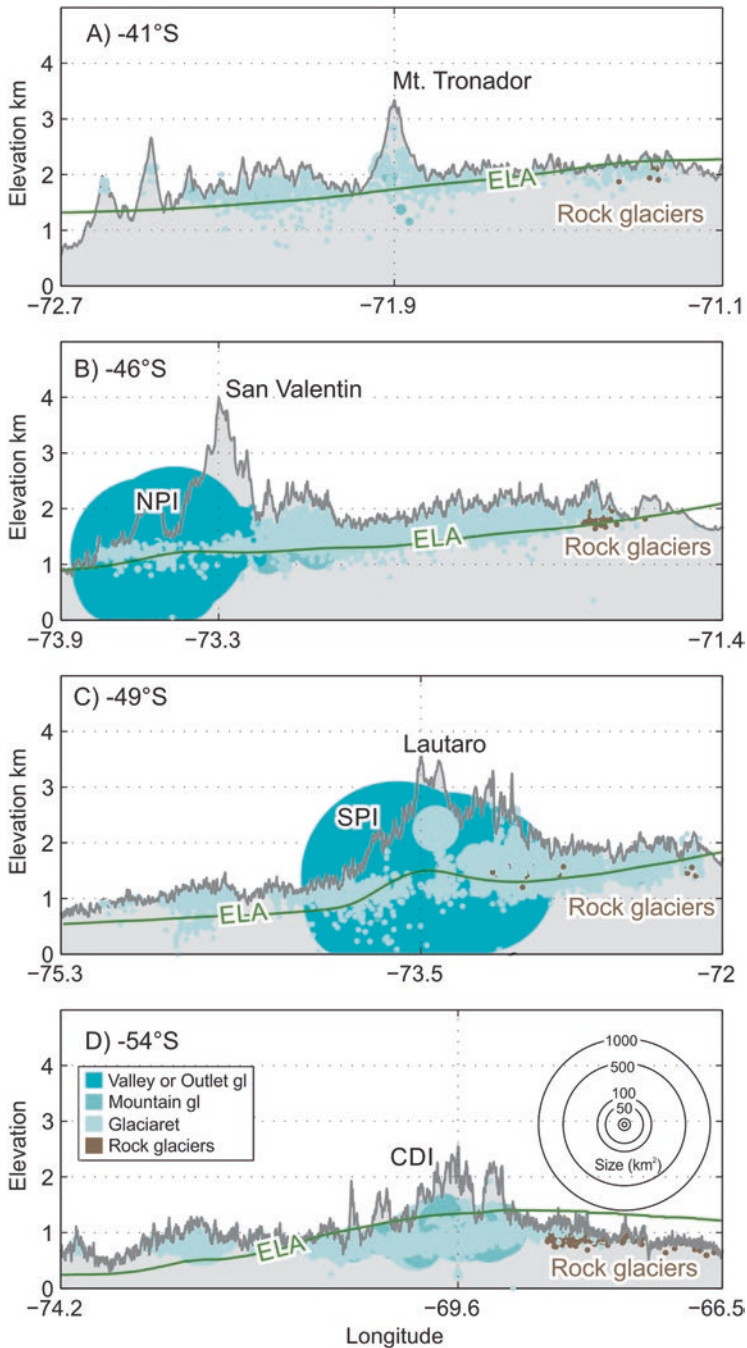 A) -41°S
Mt. Tronador
ELA
Rock glaciers
Elevation km
4
3
2
1
0
−72.7
−71.9
−71.1
B) -46°S
San Valentin
NPI
ELA
Rock glaciers
Elevation km
4
3
2
1
0
−73.9
−73.3
−71.4
C) -49°S
Lautaro
SPI
ELA
Rock glaciers
Elevation km
4
3
2
1
0
−75.3
−73.5
−72
D) -54°S
Valley or Outlet gl
Mountain gl
Glaciaret
Rock glaciers
CDI
1000
500
100
50
Size (km²)
ELA
Rock glaciers
Elevation
4
3
2
1
0
−74.2
−69.6
−66.5
Longitude